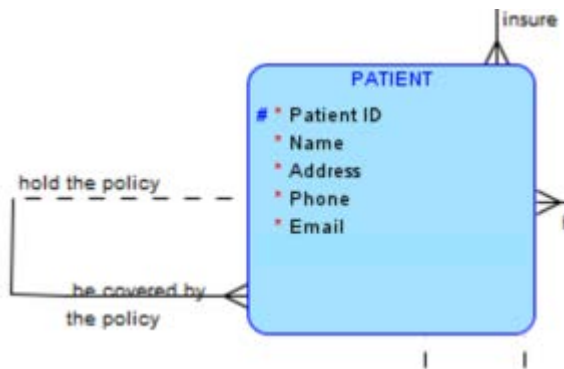 insure
PATIENT
# * Patient ID
* Name
* Address
* Phone
* Email
hold the policy
be covered by
the policy